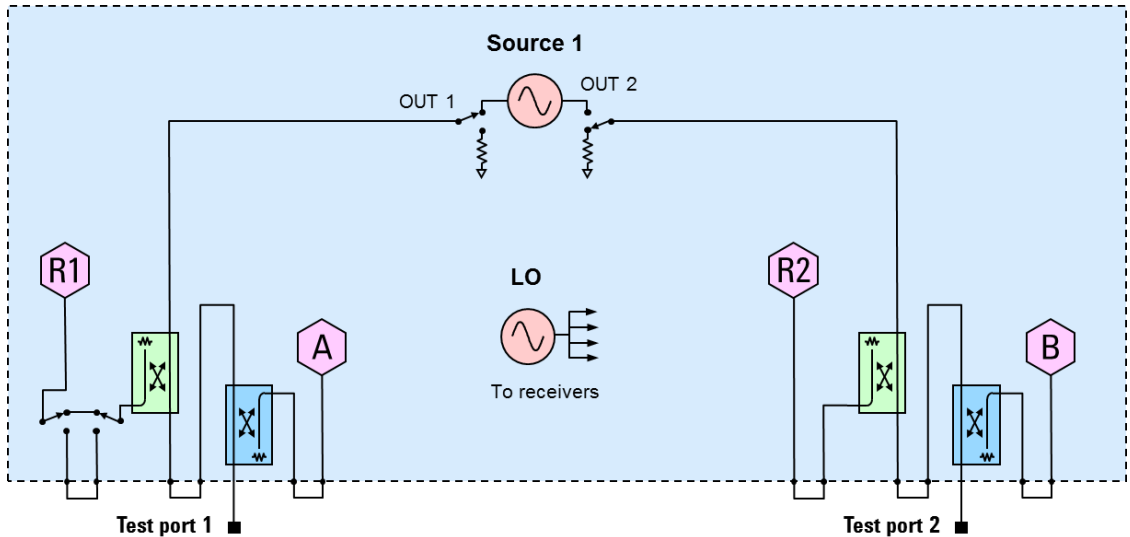 Source 1
OUT 1
OUT 2
R1
R2
LO
A
B
To receivers
Test port 1
Test port 2